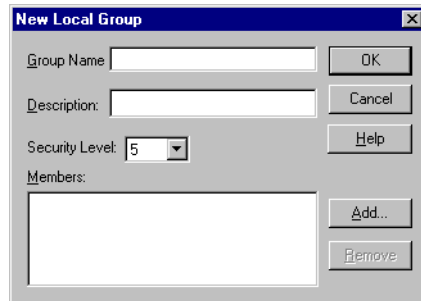 New Local Group
Group Name
OK
Description:
Cancel
Security Level: 5
Help
Members:
Add...
Remove